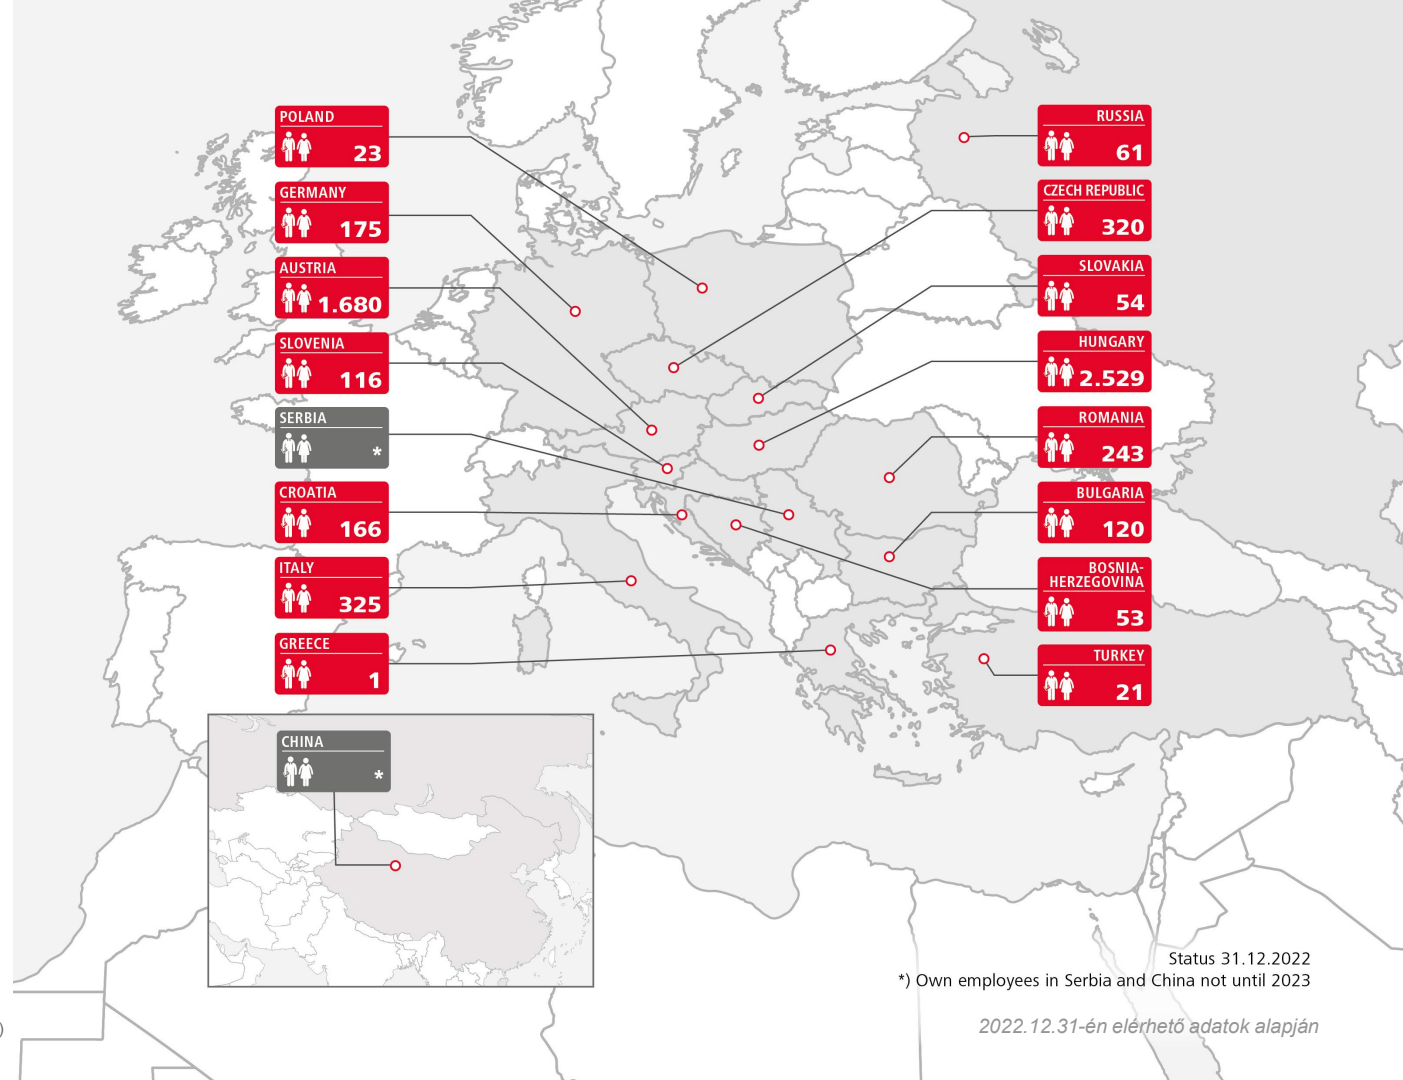 POLAND
23
GERMANY
175
AUSTRIA
1.680
SLOVENIA
116
SERBIA
*
CROATIA
166
ITALY
325
GREECE
1
CHINA
*
RUSSIA
61
CZECH REPUBLIC
320
SLOVAKIA
54
HUNGARY
2.529
ROMANIA
243
BULGARIA
120
BOSNIA-
HERZEGOVINA
53
TURKEY
21
Status 31.12.2022
*) Own employees in Serbia and China not until 2023
)
2022.12.31-én elérhető adatok alapján